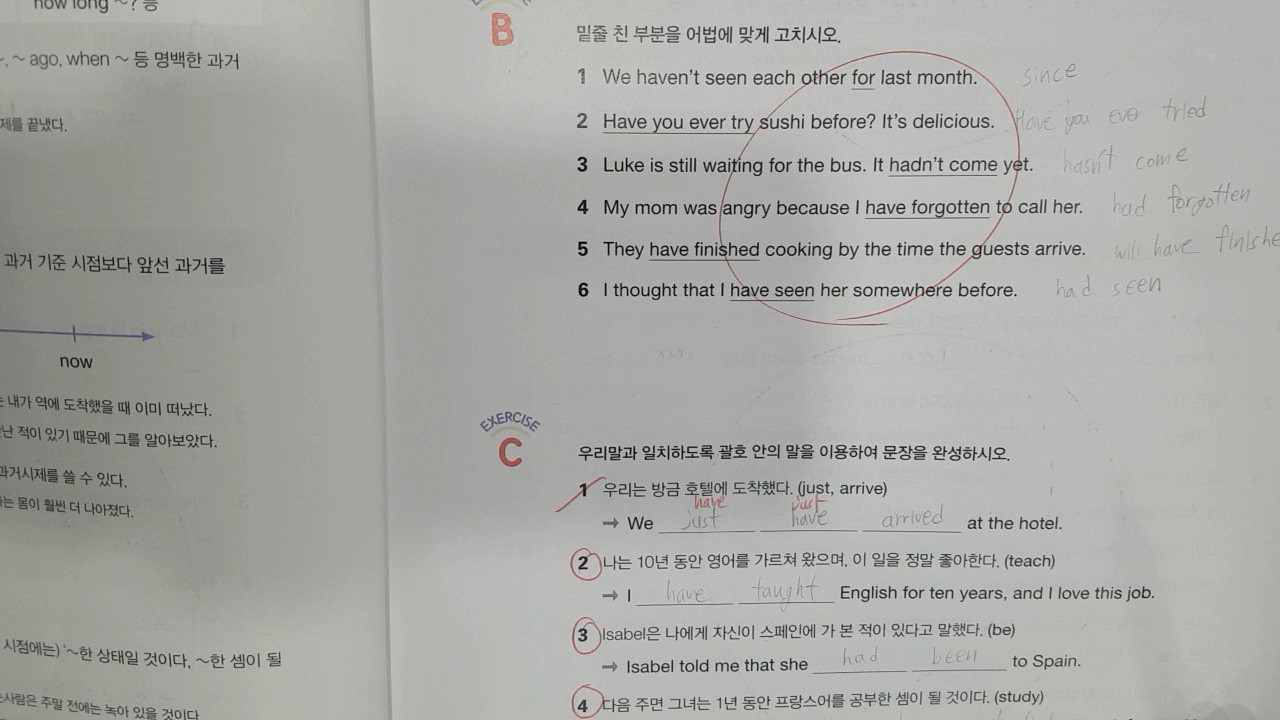 how long ~? 등
~, ~ ago, when ~ 등 명백한 과거
제를 끝냈다.
과거 기준 시점보다 앞선 과거를
now
는 내가 역에 도착했을 때 이미 떠났다.
난 적이 있기 때문에 그를 알아보았다.
과거시제를 쓸 수 있다.
나는 몸이 훨씬 더 나아졌다.
시점에는) '~한 상태일 것이다, ~한 셈이 될
눈사람은 주말 전에는 녹아 있을 것이다
B
밑줄 친 부분을 어법에 맞게 고치시오.
1 We haven't seen each other for last month. since
2 Have you ever try sushi before? It's delicious. Have you ever tried
3 Luke is still waiting for the bus. It hadn't come yet. hasn't come
4 My mom was angry because I have forgotten to call her. had forgotten
5 They have finished cooking by the time the guests arrive. will have finishe
6 I thought that I have seen her somewhere before. had seen
EXERCISE
C
우리말과 일치하도록 괄호 안의 말을 이용하여 문장을 완성하시오.
1 우리는 방금 호텔에 도착했다. (just, arrive)
have just
→ We just have arrived at the hotel.
2 나는 10년 동안 영어를 가르쳐 왔으며, 이 일을 정말 좋아한다. (teach)
→ I have taught English for ten years, and I love this job.
3 Isabel은 나에게 자신이 스페인에 가 본 적이 있다고 말했다. (be)
→ Isabel told me that she had been to Spain.
4 다음 주면 그녀는 1년 동안 프랑스어를 공부한 셈이 될 것이다. (study)